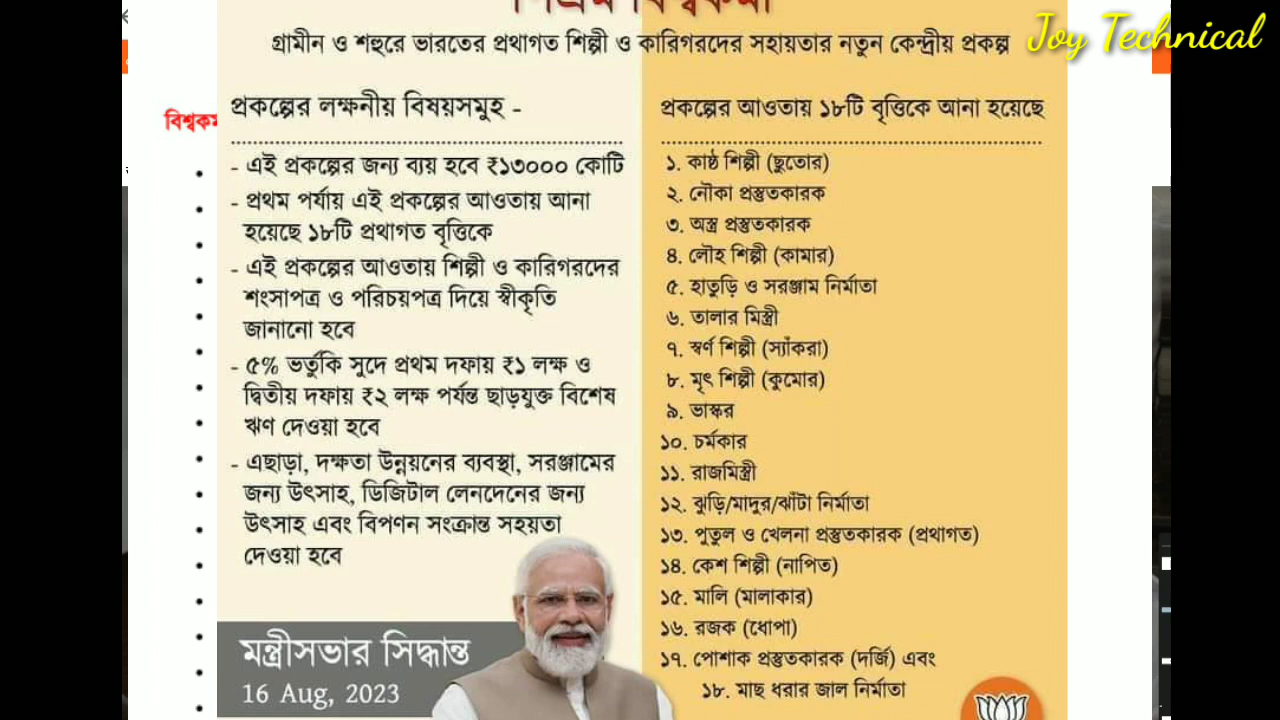 পিএম বিশ্বকর্মা
গ্রামীন ও শহুরে ভারতের প্রথাগত শিল্পী ও কারিগরদের সহায়তার নতুন কেন্দ্রীয় প্রকল্প
Joy Technical
বিশ্বকর্ম
প্রকল্পের লক্ষনীয় বিষয়সমুহ -
- এই প্রকল্পের জন্য ব্যয় হবে ₹১৩০০০ কোটি
- প্রথম পর্যায় এই প্রকল্পের আওতায় আনা
হয়েছে ১৮টি প্রথাগত বৃত্তিকে
- এই প্রকল্পের আওতায় শিল্পী ও কারিগরদের
শংসাপত্র ও পরিচয়পত্র দিয়ে স্বীকৃতি
জানানো হবে
- ৫% ভর্তুকি সুদে প্রথম দফায় ₹১ লক্ষ ও
দ্বিতীয় দফায় ₹২ লক্ষ পর্যন্ত ছাড়যুক্ত বিশেষ
ঋণ দেওয়া হবে
- এছাড়া, দক্ষতা উন্নয়নের ব্যবস্থা, সরঞ্জামের
জন্য উৎসাহ, ডিজিটাল লেনদেনের জন্য
উৎসাহ এবং বিপণন সংক্রান্ত সহয়তা
দেওয়া হবে
মন্ত্রীসভার সিদ্ধান্ত
16 Aug, 2023
প্রকল্পের আওতায় ১৮টি বৃত্তিকে আনা হয়েছে
১. কাষ্ঠ শিল্পী (ছুতোর)
২. নৌকা প্রস্তুতকারক
৩. অস্ত্র প্রস্তুতকারক
৪. লৌহ শিল্পী (কামার)
৫. হাতুড়ি ও সরঞ্জাম নির্মাতা
৬. তালার মিস্ত্রী
৭. স্বর্ণ শিল্পী (স্যাঁকরা)
৮. মৃৎ শিল্পী (কুমোর)
৯. ভাস্কর
১০. চর্মকার
১১. রাজমিস্ত্রী
১২. ঝুড়ি/মাদুর/ঝাঁটা নির্মাতা
১৩. পুতুল ও খেলনা প্রস্তুতকারক (প্রথাগত)
১৪. কেশ শিল্পী (নাপিত)
১৫. মালি (মালাকার)
১৬. রজক (ধোপা)
১৭. পোশাক প্রস্তুতকারক (দর্জি) এবং
১৮. মাছ ধরার জাল নির্মাতা